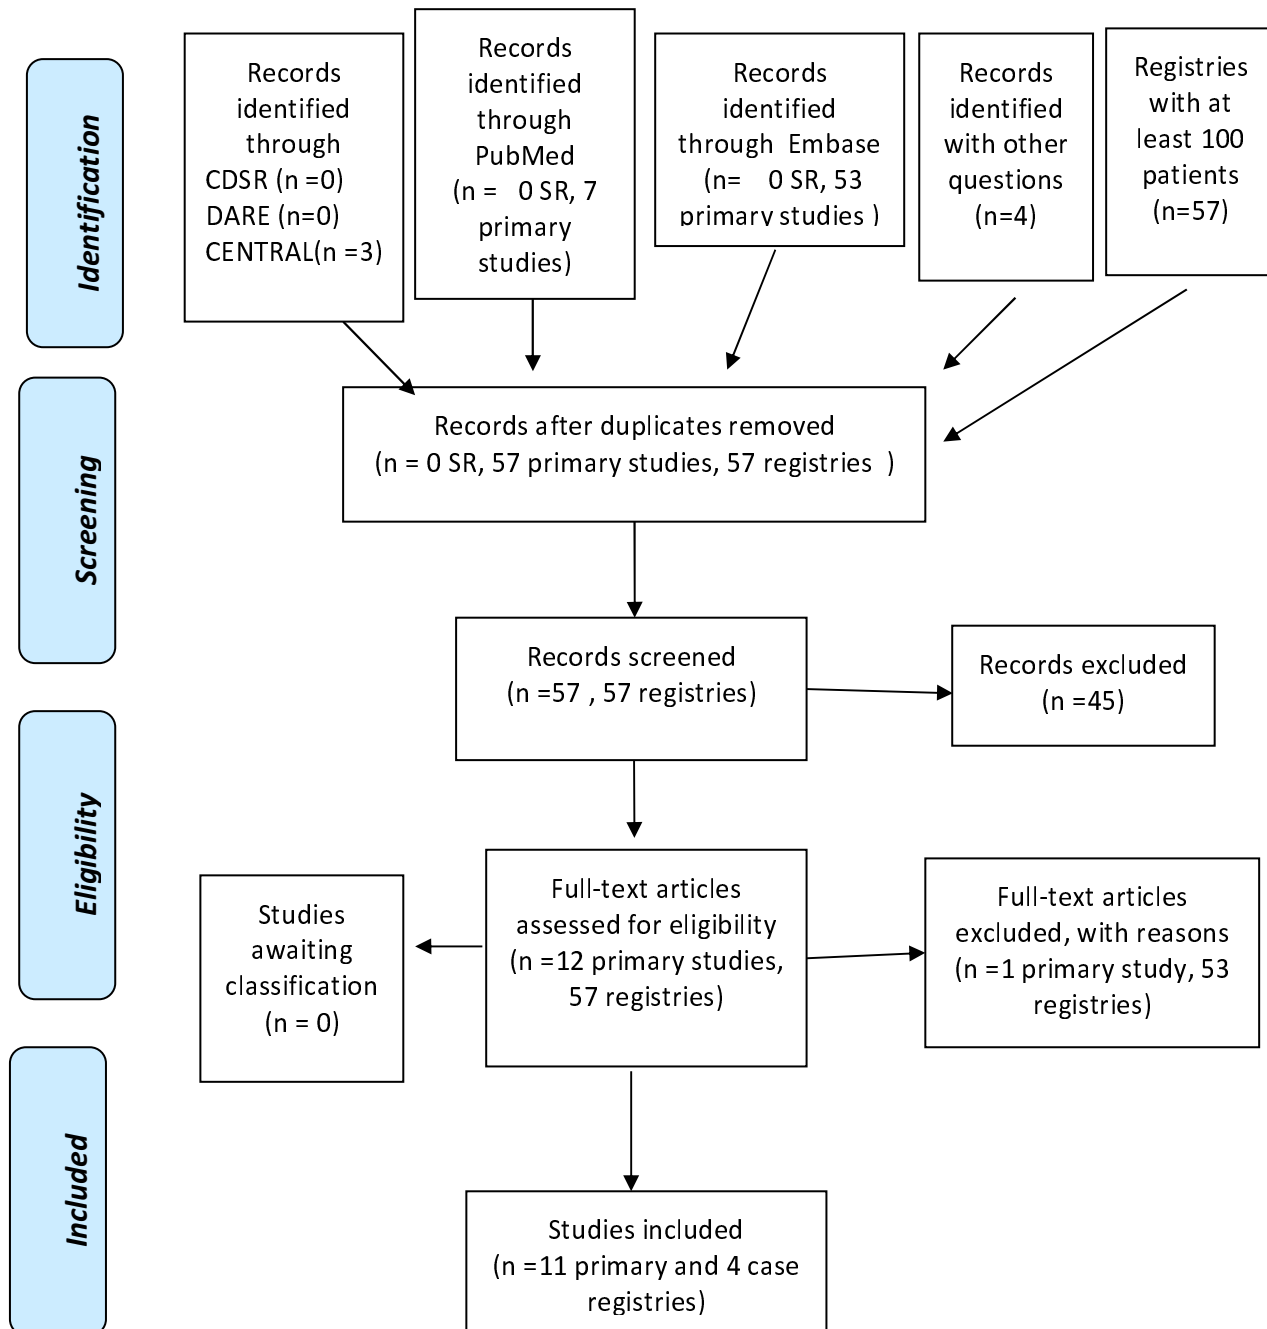 Identification
Records
identified
through
CDSR (n =0)
DARE (n=0)
CENTRAL(n =3)
Records
identified
through
PubMed
(n = 0 SR, 7
primary
studies)
Records
identified
through Embase
(n= 0 SR, 53
primary studies )
Records
identified
with other
questions
(n=4)
Registries
with at
least 100
patients
(n=57)
Screening
Records after duplicates removed
(n = 0 SR, 57 primary studies, 57 registries )
Records screened
(n =57 , 57 registries)
Records excluded
(n =45)
Eligibility
Studies
awaiting
classification
(n = 0)
Full-text articles
assessed for eligibility
(n =12 primary studies,
57 registries)
Full-text articles
excluded, with reasons
(n =1 primary study, 53
registries)
Included
Studies included
(n =11 primary and 4 case
registries)